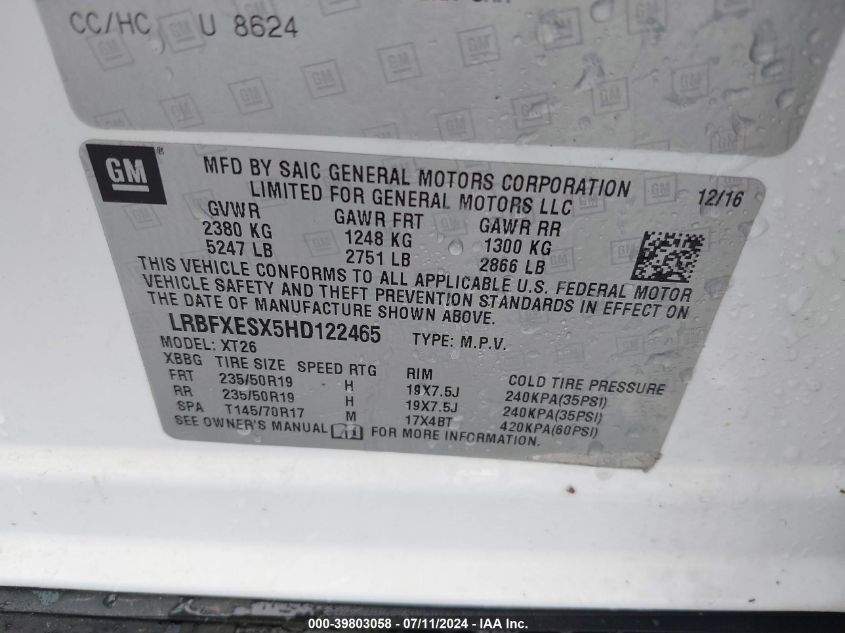 CC/HC U 8624
GM
MFD BY SAIC GENERAL MOTORS CORPORATION
LIMITED FOR GENERAL MOTORS LLC
12/16
GVWR GAWR FRT GAWR RR
2380 KG 1248 KG 1300 KG
5247 LB 2751 LB 2866 LB
THIS VEHICLE CONFORMS TO ALL APPLICABLE U.S. FEDERAL MOTOR
VEHICLE SAFETY AND THEFT PREVENTION STANDARDS IN EFFECT ON
THE DATE OF MANUFACTURE SHOWN ABOVE.
LRBFXESX5HD122465 TYPE: M.P.V.
MODEL: XT26
XBBG TIRE SIZE SPEED RTG RIM COLD TIRE PRESSURE
FRT 235/50R19 H 19X7.5J 240KPA(35PSI)
RR 235/50R19 H 19X7.5J 240KPA(35PSI)
SPA T145/70R17 M 17X4BT 420KPA(60PSI)
SEE OWNER'S MANUAL FOR MORE INFORMATION.
000-39803058 - 07/11/2024 - IAA Inc.